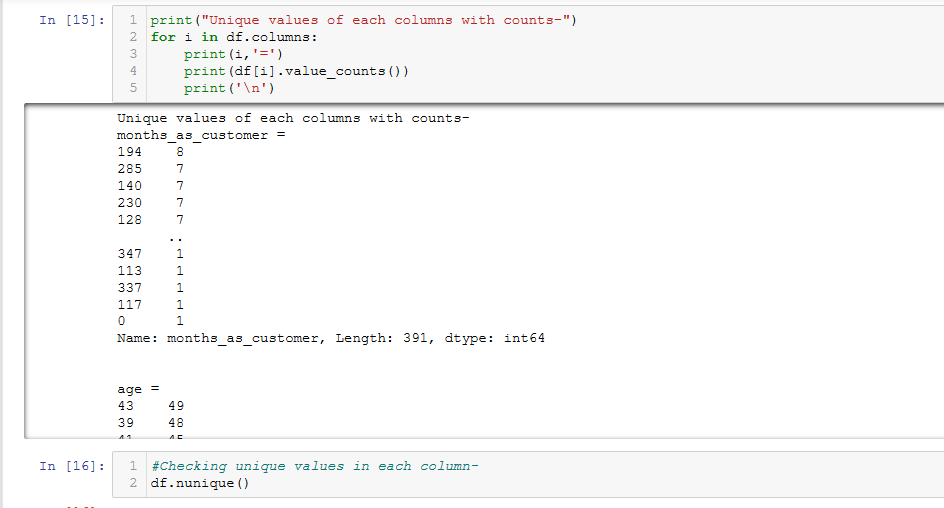 In [15]:
1 print("Unique values of each columns with counts-")
2 for i in df.columns:
3     print(i,'=')
4     print(df[i].value_counts())
5     print('\n')
Unique values of each columns with counts-
months_as_customer =
194    8
285    7
140    7
230    7
128    7
..
347    1
113    1
337    1
117    1
0      1
Name: months_as_customer, Length: 391, dtype: int64
age =
43    49
39    48
41    45
In [16]:
1 #Checking unique values in each column-
2 df.nunique()